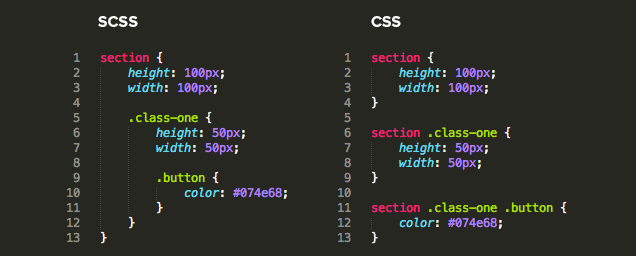 SCSS
1 section {
2     height: 100px;
3     width: 100px;
4
5     .class-one {
6         height: 50px;
7         width: 50px;
8
9         .button {
10             color: #074e68;
11         }
12     }
13 }
CSS
1 section {
2     height: 100px;
3     width: 100px;
4 }
5
6 section .class-one {
7     height: 50px;
8     width: 50px;
9 }
10
11 section .class-one .button {
12     color: #074e68;
13 }